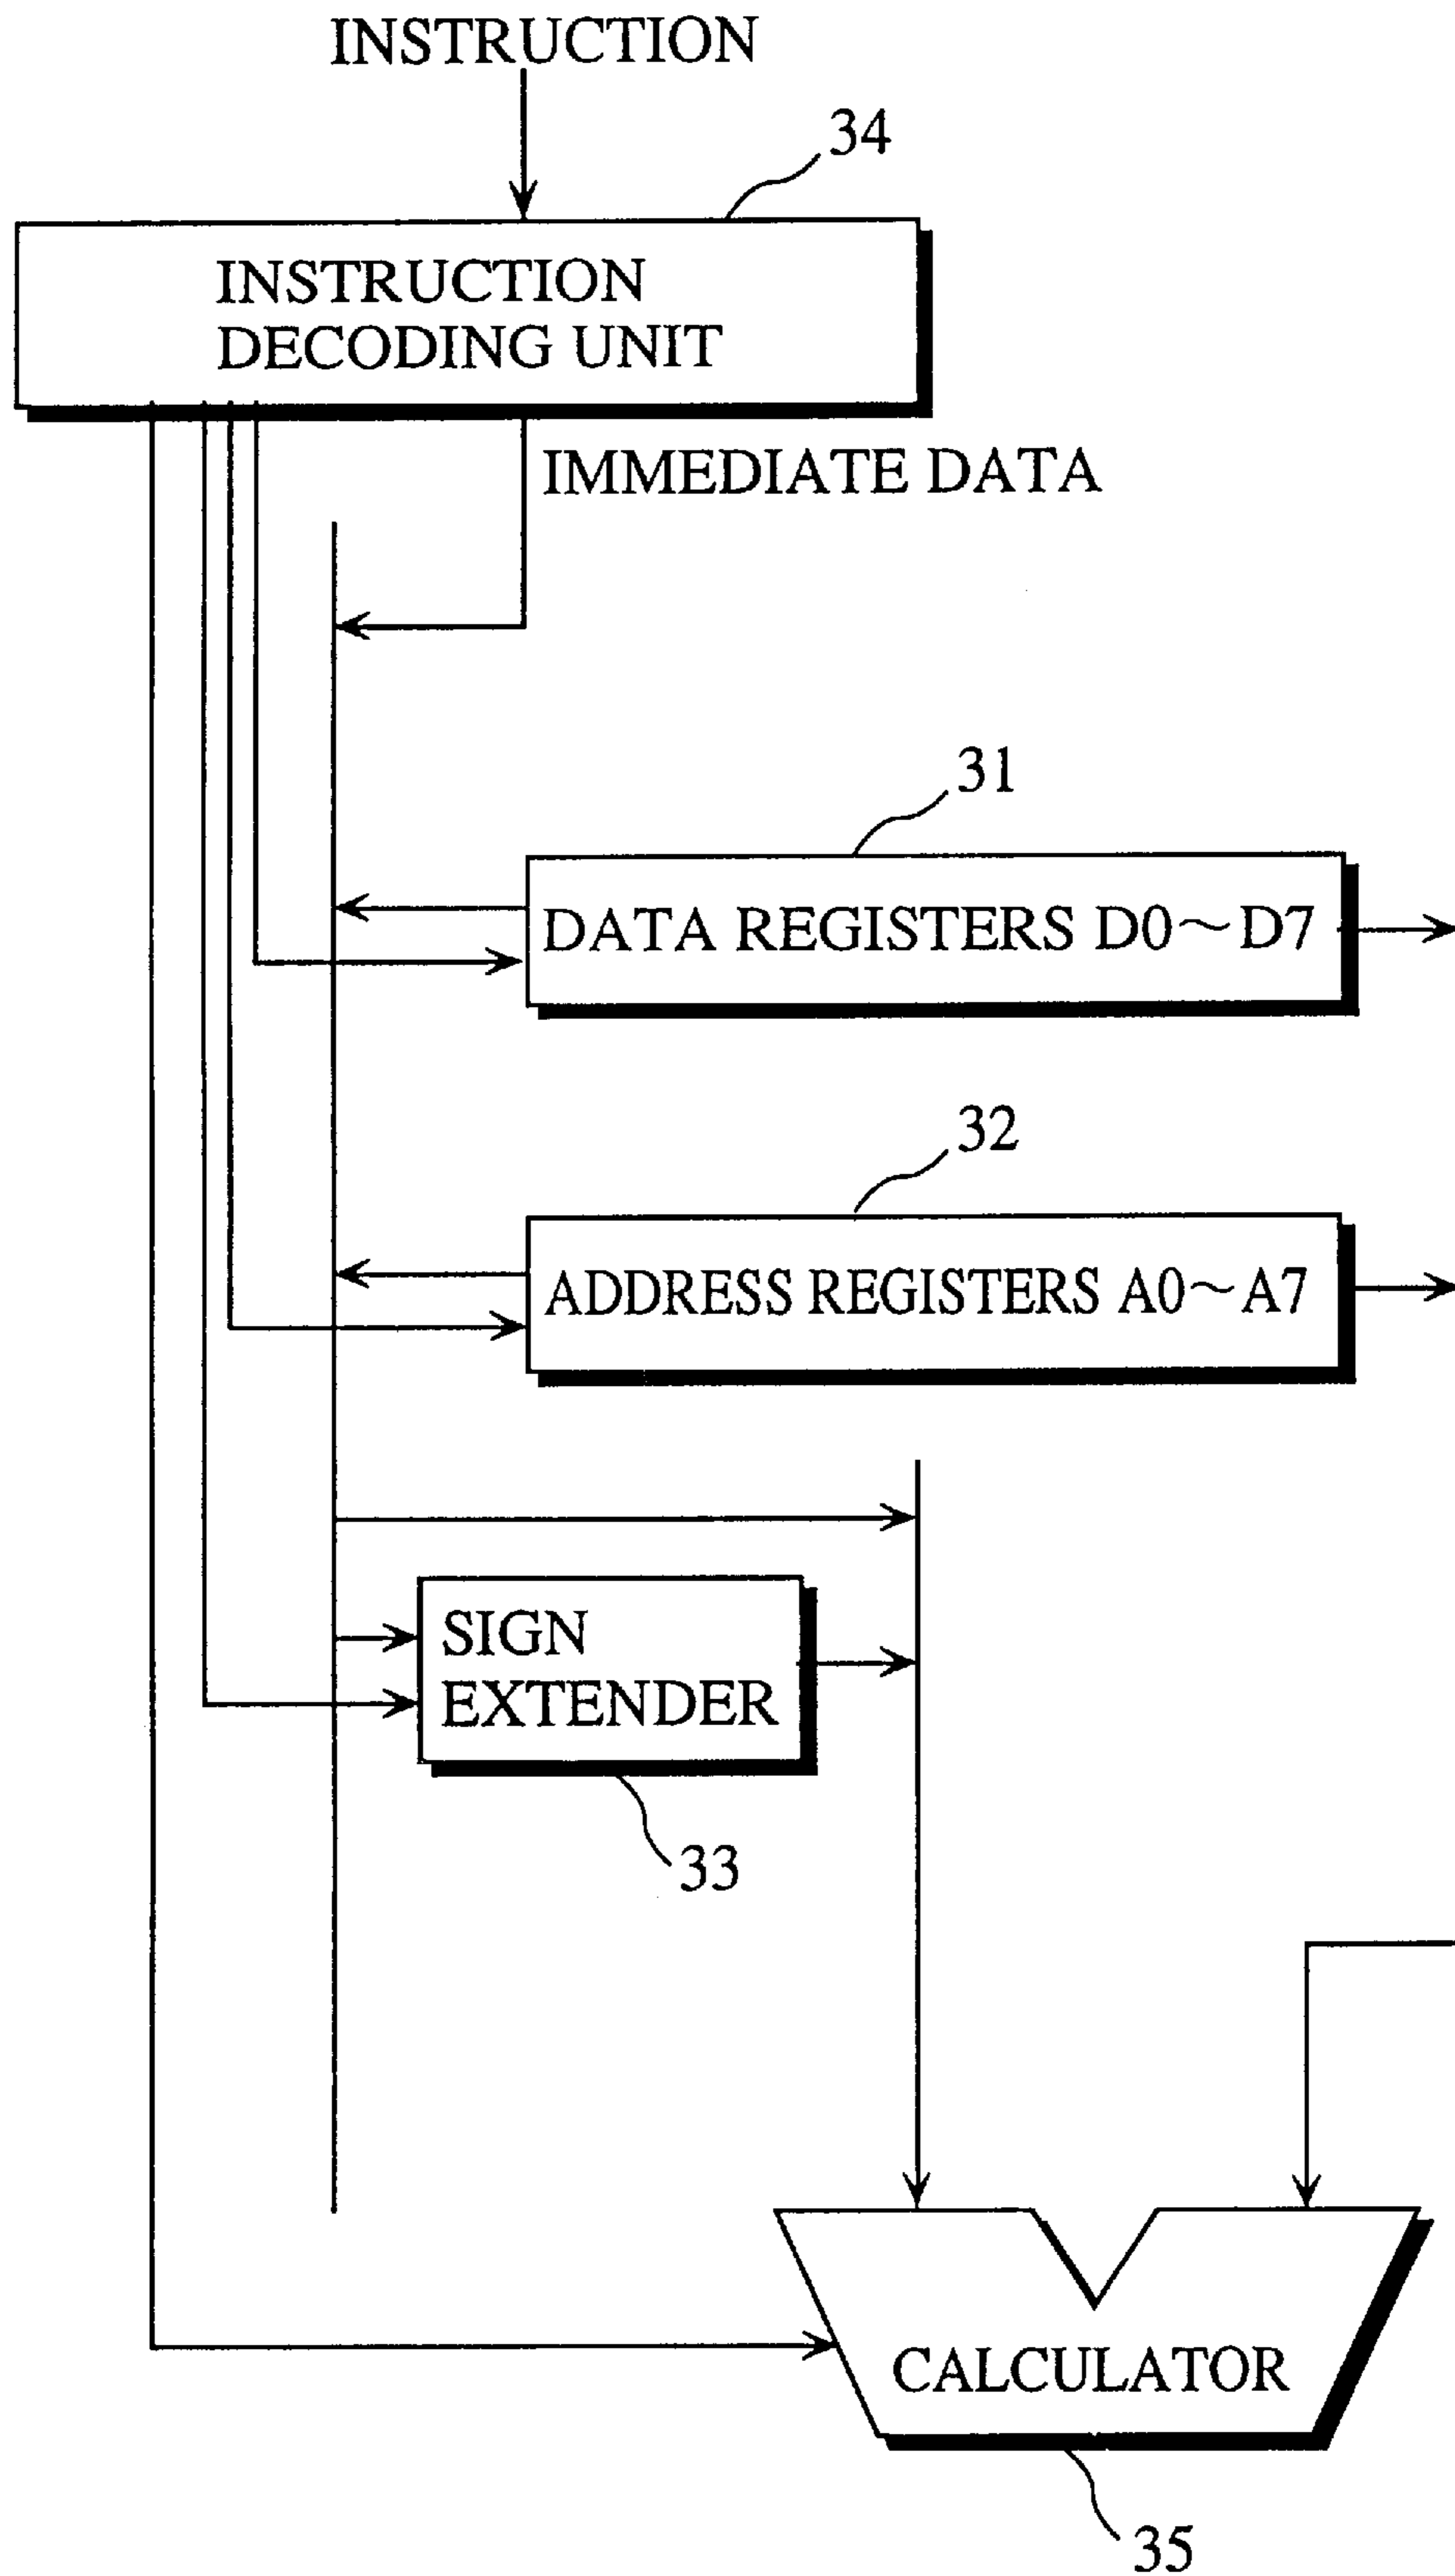 INSTRUCTION
34
INSTRUCTION
DECODING UNIT
IMMEDIATE DATA
31
DATA REGISTERS D0~D7
32
ADDRESS REGISTERS A0~A7
SIGN
EXTENDER
33
CALCULATOR
35